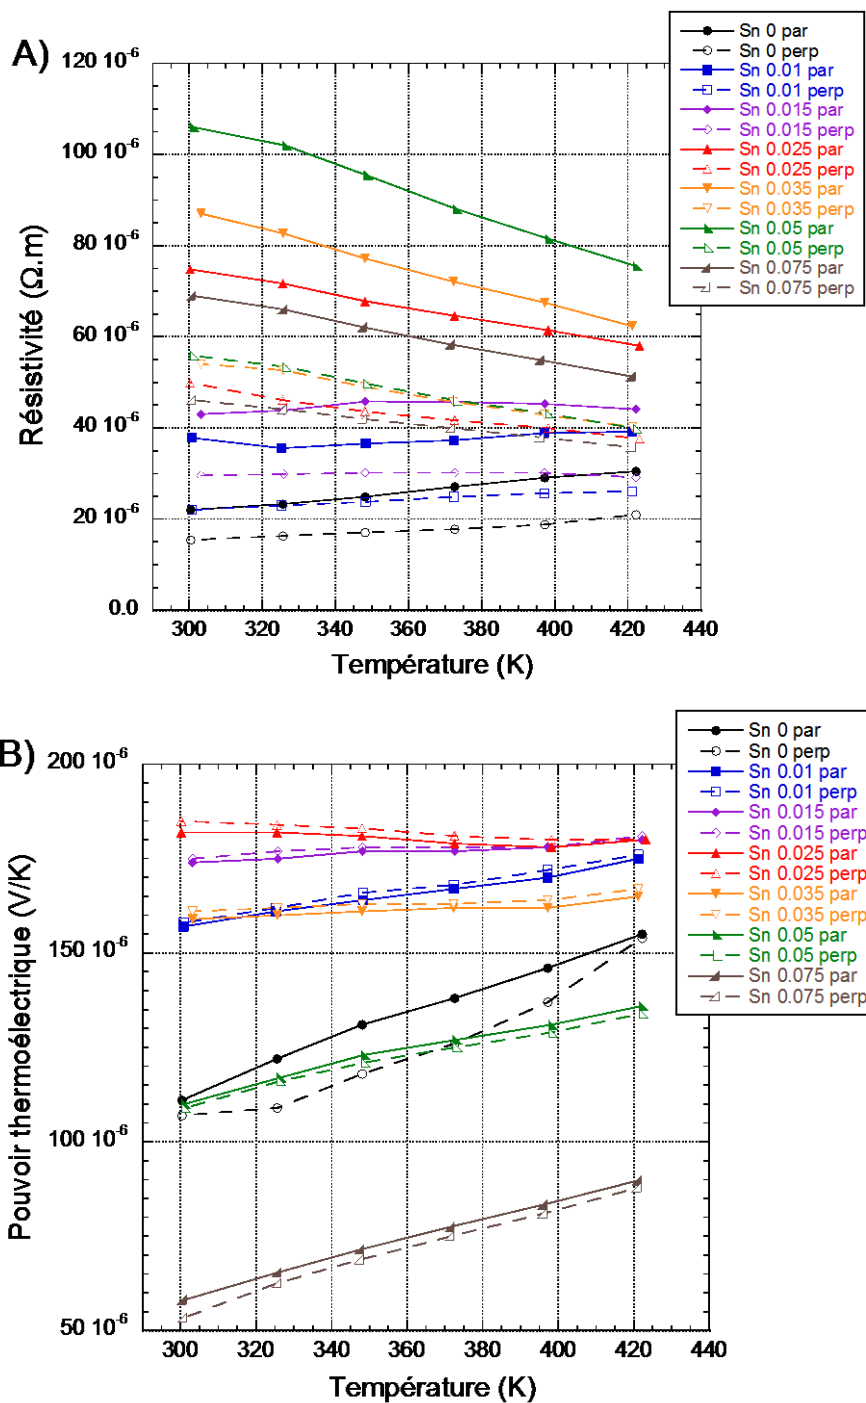 A)
Sn 0 par
Sn 0 perp
Sn 0.01 par
Sn 0.01 perp
Sn 0.015 par
Sn 0.015 perp
Sn 0.025 par
Sn 0.025 perp
Sn 0.035 par
Sn 0.035 perp
Sn 0.05 par
Sn 0.05 perp
Sn 0.075 par
Sn 0.075 perp
120 10-6
100 10-6
80 10-6
60 10-6
40 10-6
20 10-6
0.0
Résistivité (Ω.m)
300 320 340 360 380 400 420 440
Température (K)
B)
Sn 0 par
Sn 0 perp
Sn 0.01 par
Sn 0.01 perp
Sn 0.015 par
Sn 0.015 perp
Sn 0.025 par
Sn 0.025 perp
Sn 0.035 par
Sn 0.035 perp
Sn 0.05 par
Sn 0.05 perp
Sn 0.075 par
Sn 0.075 perp
200 10-6
150 10-6
100 10-6
50 10-6
Pouvoir thermoélectrique (V/K)
300 320 340 360 380 400 420 440
Température (K)